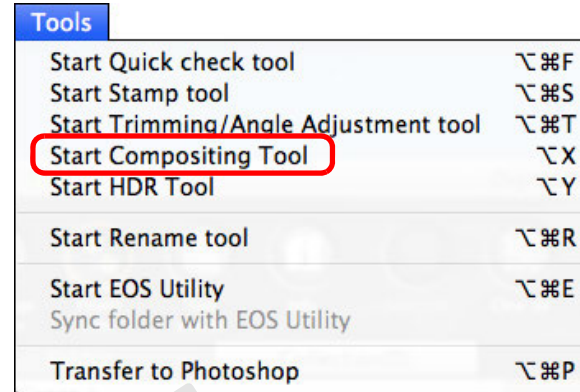 Tools
Start Quick check tool ⌥⌘F
Start Stamp tool ⌥⌘S
Start Trimming/Angle Adjustment tool ⌥⌘T
Start Compositing Tool ⌥X
Start HDR Tool ⌥Y
Start Rename tool ⌥⌘R
Start EOS Utility ⌥⌘E
Sync folder with EOS Utility
Transfer to Photoshop ⌥⌘P